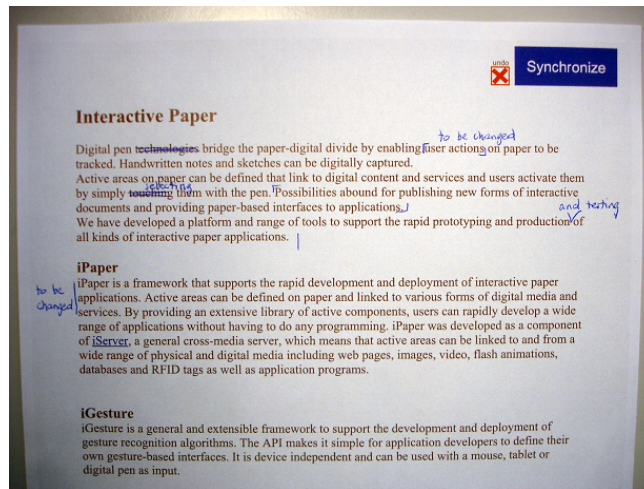 undo
Synchronize
Interactive Paper
to be changed
Digital pen technologies bridge the paper-digital divide by enabling user actions on paper to be
tracked. Handwritten notes and sketches can be digitally captured.
Active areas on paper can be defined that link to digital content and services and users activate them
selecting
by simply touching them with the pen. Possibilities abound for publishing new forms of interactive
documents and providing paper-based interfaces to applications.
and testing
We have developed a platform and range of tools to support the rapid prototyping and production of
all kinds of interactive paper applications.
iPaper
iPaper is a framework that supports the rapid development and deployment of interactive paper
to be
applications. Active areas can be defined on paper and linked to various forms of digital media and
changed
services. By providing an extensive library of active components, users can rapidly develop a wide
range of applications without having to do any programming. iPaper was developed as a component
of iServer, a general cross-media server, which means that active areas can be linked to and from a
wide range of physical and digital media including web pages, images, video, flash animations,
databases and RFID tags as well as application programs.
iGesture
iGesture is a general and extensible framework to support the development and deployment of
gesture recognition algorithms. The API makes it simple for application developers to define their
own gesture-based interfaces. It is device independent and can be used with a mouse, tablet or
digital pen as input.